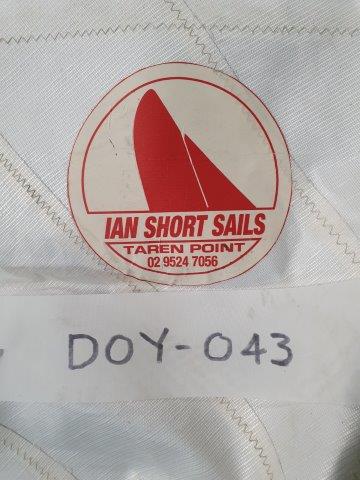 IAN SHORT SAILS
TAREN POINT
02 9524 7056
DOY-043